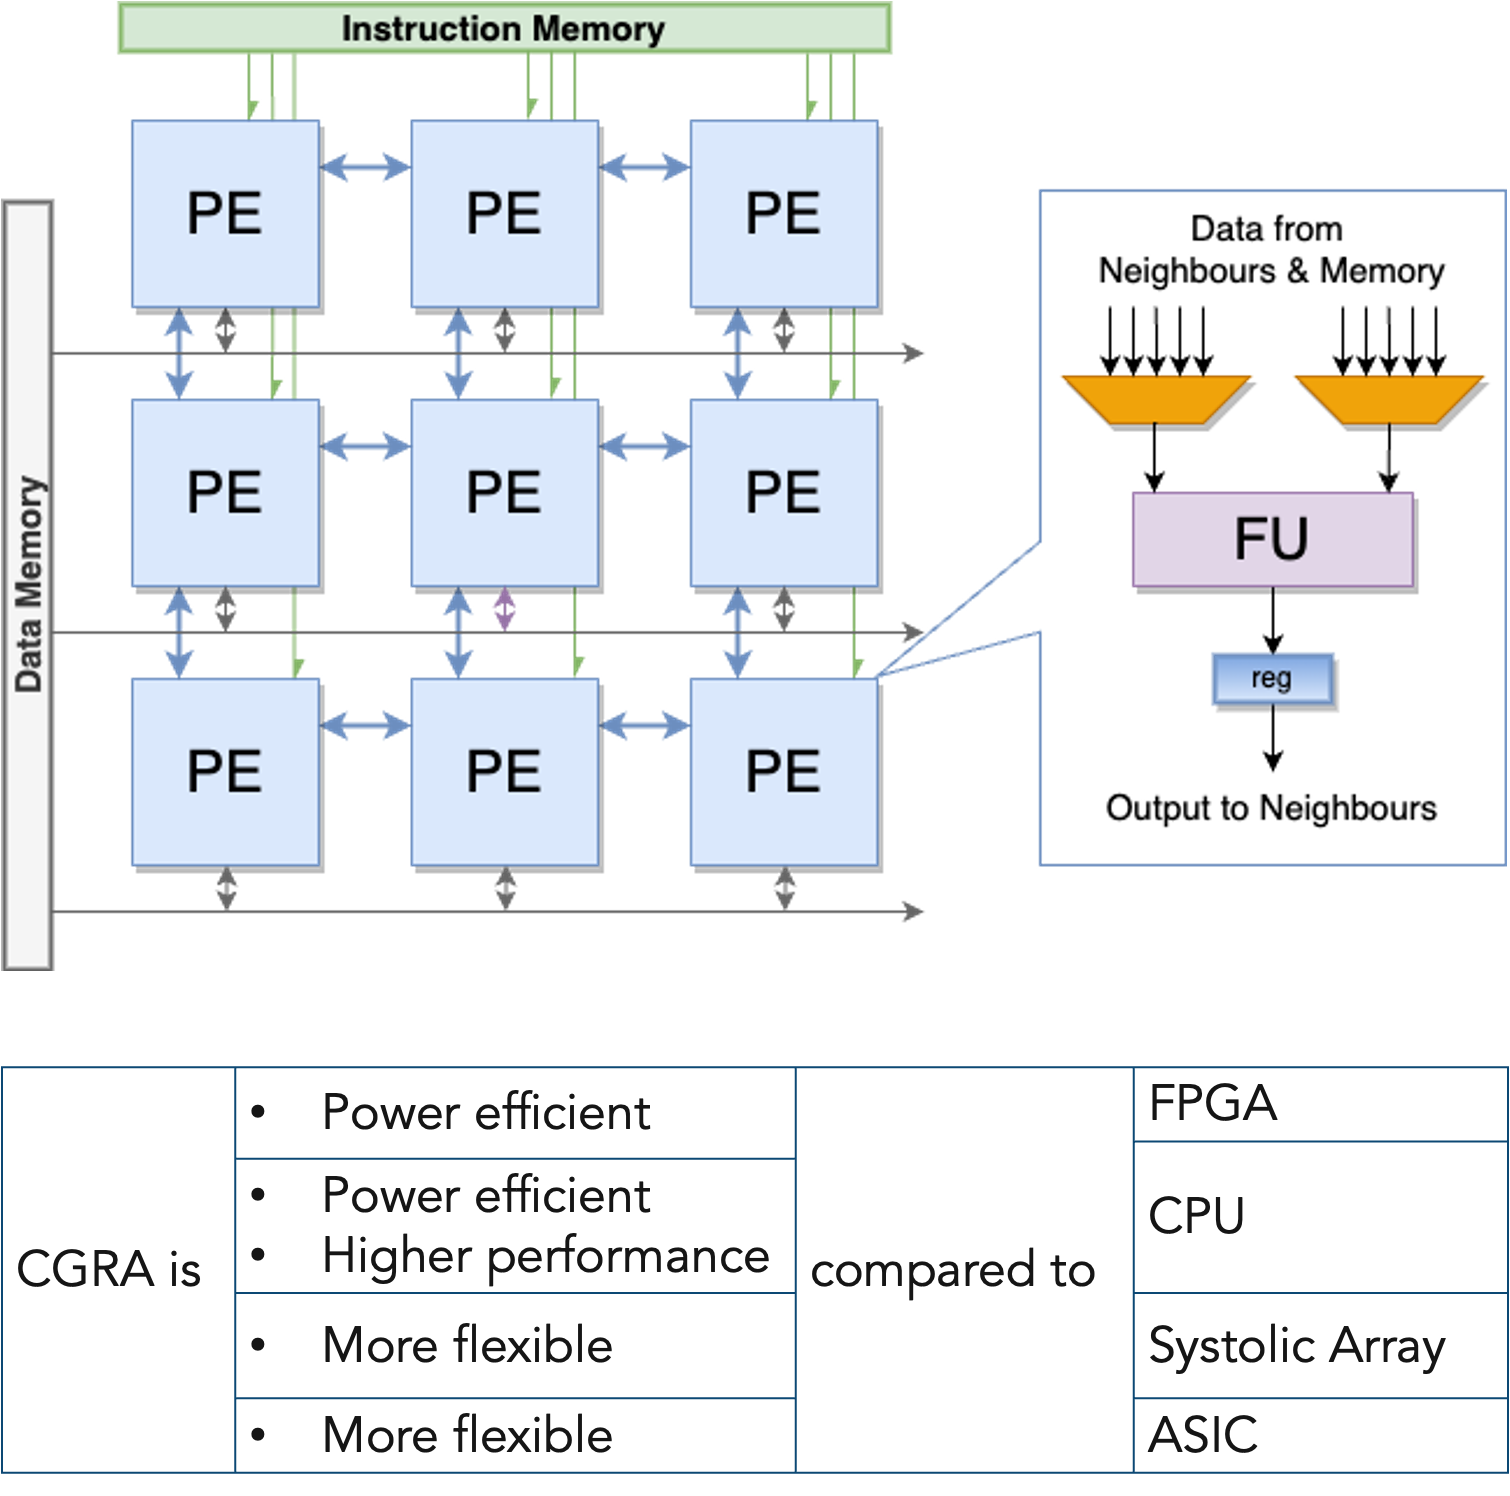 Instruction Memory
PE PE PE
PE PE PE
PE PE PE
Data Memory
Data from
Neighbours & Memory
FU
reg
Output to Neighbours
CGRA is
• Power efficient
• Power efficient
• Higher performance
• More flexible
• More flexible
compared to
FPGA
CPU
Systolic Array
ASIC